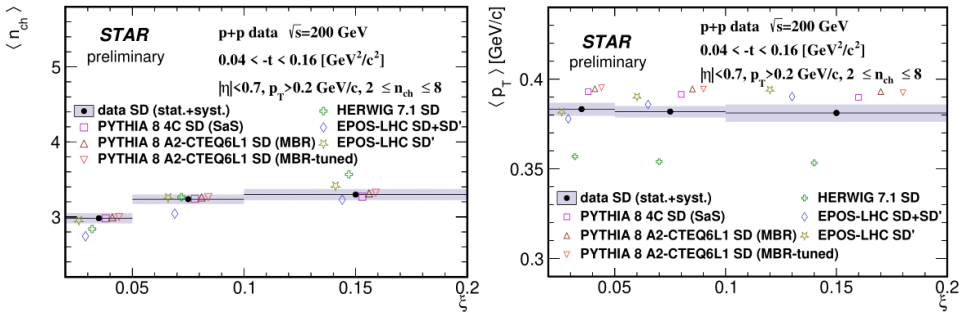 ⟨ n_ch ⟩
STAR
preliminary
p+p data √s=200 GeV
0.04 < -t < 0.16 [GeV²/c²]
|η|<0.7, p_T>0.2 GeV/c, 2 ≤ n_ch ≤ 8
data SD (stat.+syst.)
PYTHIA 8 4C SD (SaS)
PYTHIA 8 A2-CTEQ6L1 SD (MBR)
PYTHIA 8 A2-CTEQ6L1 SD (MBR-tuned)
HERWIG 7.1 SD
EPOS-LHC SD+SD'
EPOS-LHC SD'
5
4
3
2
0.05 0.1 0.15 0.2
ξ
⟨ p_T ⟩ [GeV/c]
STAR
preliminary
p+p data √s=200 GeV
0.04 < -t < 0.16 [GeV²/c²]
|η|<0.7, p_T>0.2 GeV/c, 2 ≤ n_ch ≤ 8
data SD (stat.+syst.)
PYTHIA 8 4C SD (SaS)
PYTHIA 8 A2-CTEQ6L1 SD (MBR)
PYTHIA 8 A2-CTEQ6L1 SD (MBR-tuned)
HERWIG 7.1 SD
EPOS-LHC SD+SD'
EPOS-LHC SD'
0.4
0.35
0.3
0.05 0.1 0.15 0.2
ξ